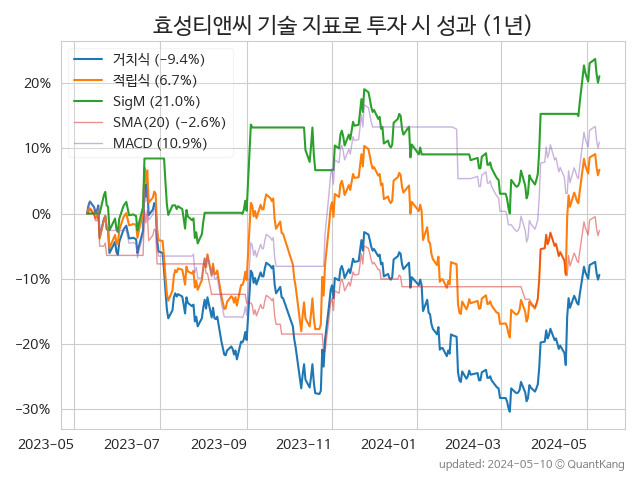 효성티앤씨 기술 지표로 투자 시 성과 (1년)
거치식 (−9.4%)
적립식 (6.7%)
SigM (21.0%)
SMA(20) (−2.6%)
MACD (10.9%)
20%
10%
0%
−10%
−20%
−30%
2023-05 2023-07 2023-09 2023-11 2024-01 2024-03 2024-05
updated: 2024-05-10 © QuantKang